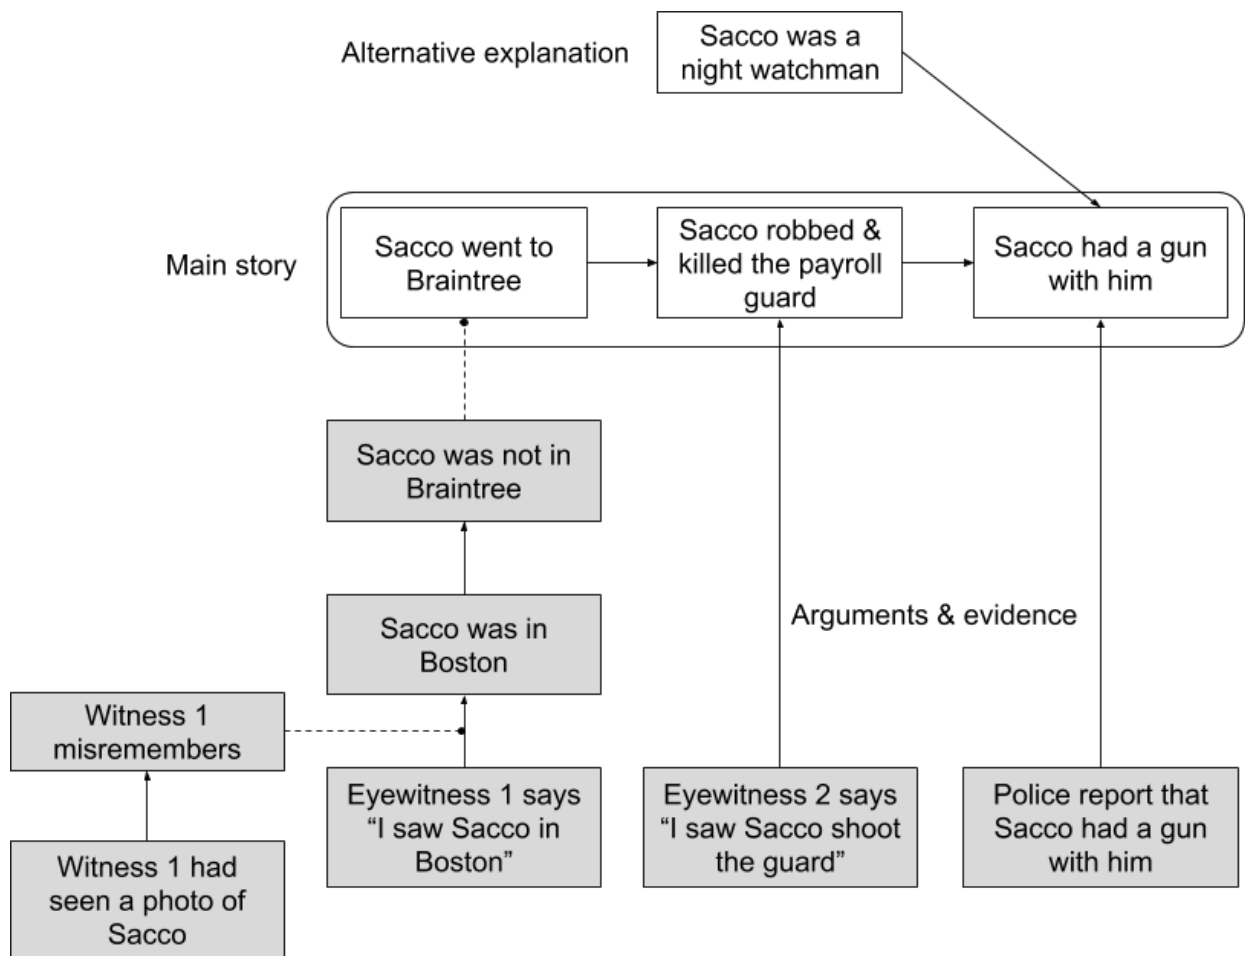 Alternative explanation
Sacco was a
night watchman
Main story
Sacco went to
Braintree
Sacco robbed &
killed the payroll
guard
Sacco had a gun
with him
Sacco was not in
Braintree
Sacco was in
Boston
Arguments & evidence
Witness 1
misremembers
Witness 1 had
seen a photo of
Sacco
Eyewitness 1 says
“I saw Sacco in
Boston”
Eyewitness 2 says
“I saw Sacco shoot
the guard”
Police report that
Sacco had a gun
with him